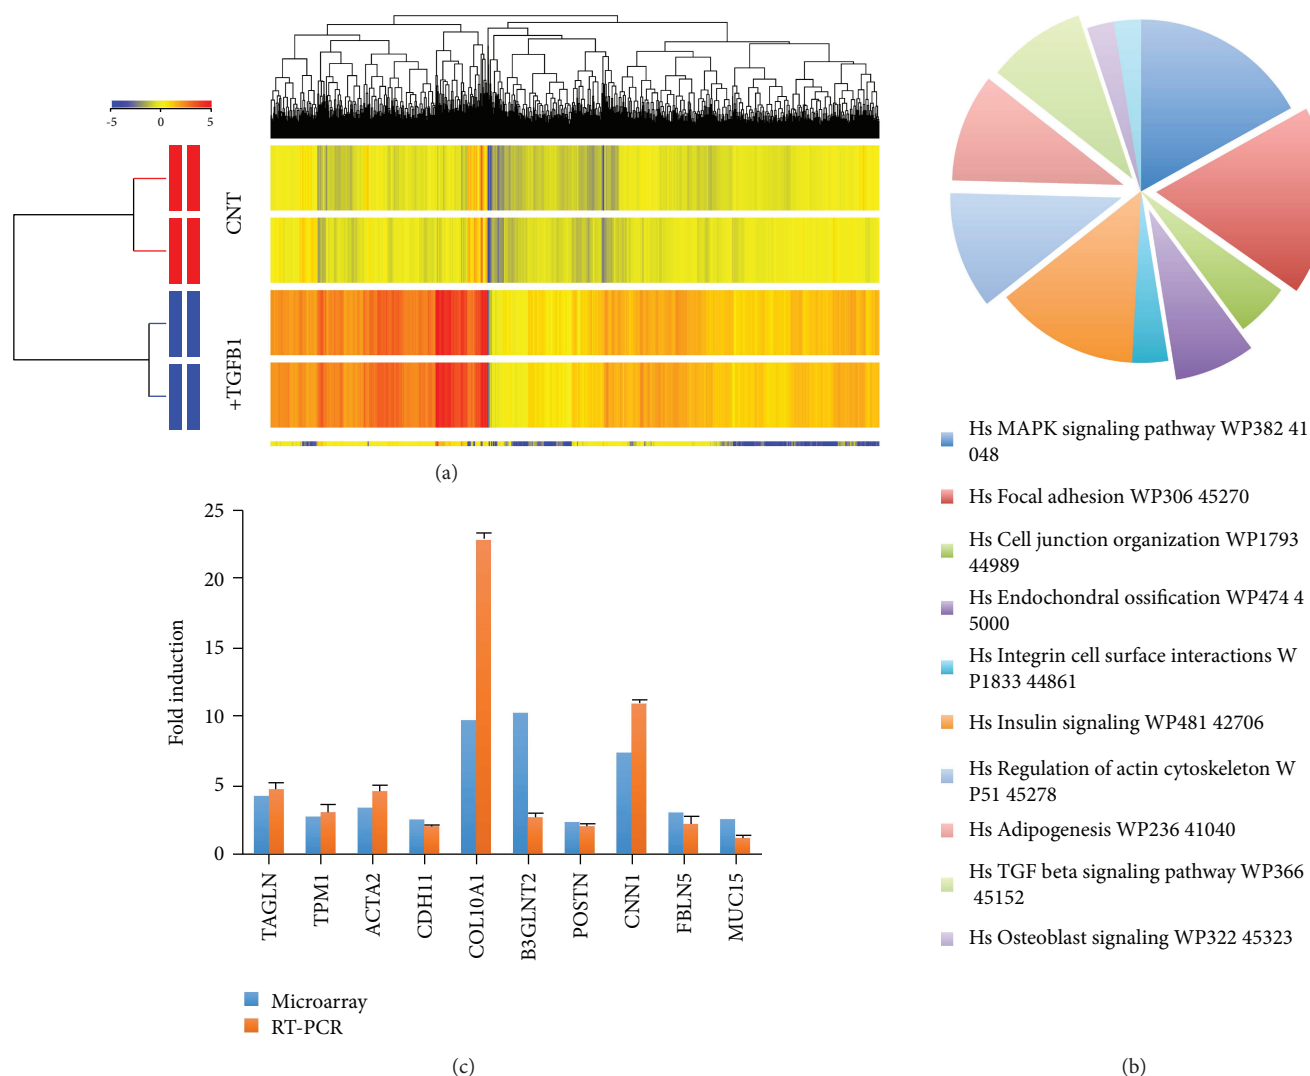 -5
0
5
CNT
+TGFB1
(a)
Hs MAPK signaling pathway WP382 41
048
Hs Focal adhesion WP306 45270
Hs Cell junction organization WP1793
44989
Hs Endochondral ossification WP474 4
5000
Hs Integrin cell surface interactions W
P1833 44861
Hs Insulin signaling WP481 42706
Hs Regulation of actin cytoskeleton W
P51 45278
Hs Adipogenesis WP236 41040
Hs TGF beta signaling pathway WP366
45152
Hs Osteoblast signaling WP322 45323
(b)
Fold induction
25
20
15
10
5
0
TAGLN
TPM1
ACTA2
CDH11
COL10A1
B3GLNT2
POSTN
CNN1
FBLN5
MUC15
Microarray
RT-PCR
(c)